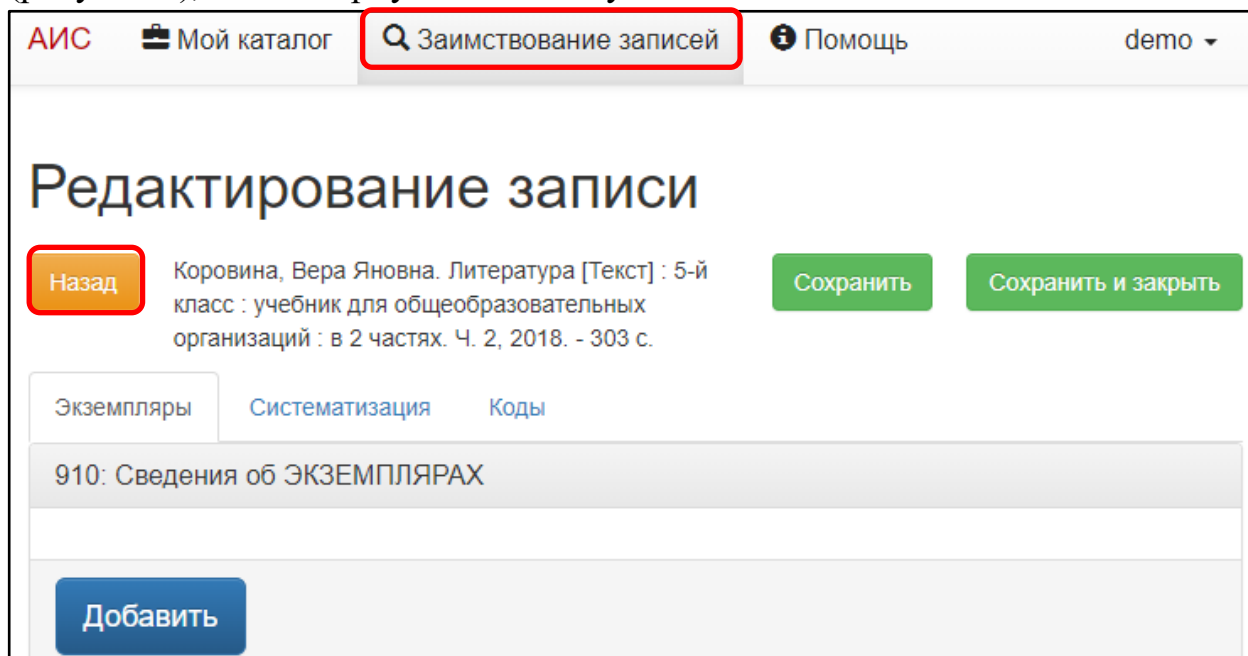 АИС Мой каталог Заимствование записей Помощь demo
Редактирование записи
Назад
Коровина, Вера Яновна. Литература [Текст] : 5-й
класс : учебник для общеобразовательных
организаций : в 2 частях. Ч. 2, 2018. - 303 с.
Сохранить Сохранить и закрыть
Экземпляры Систематизация Коды
910: Сведения об ЭКЗЕМПЛЯРАХ
Добавить